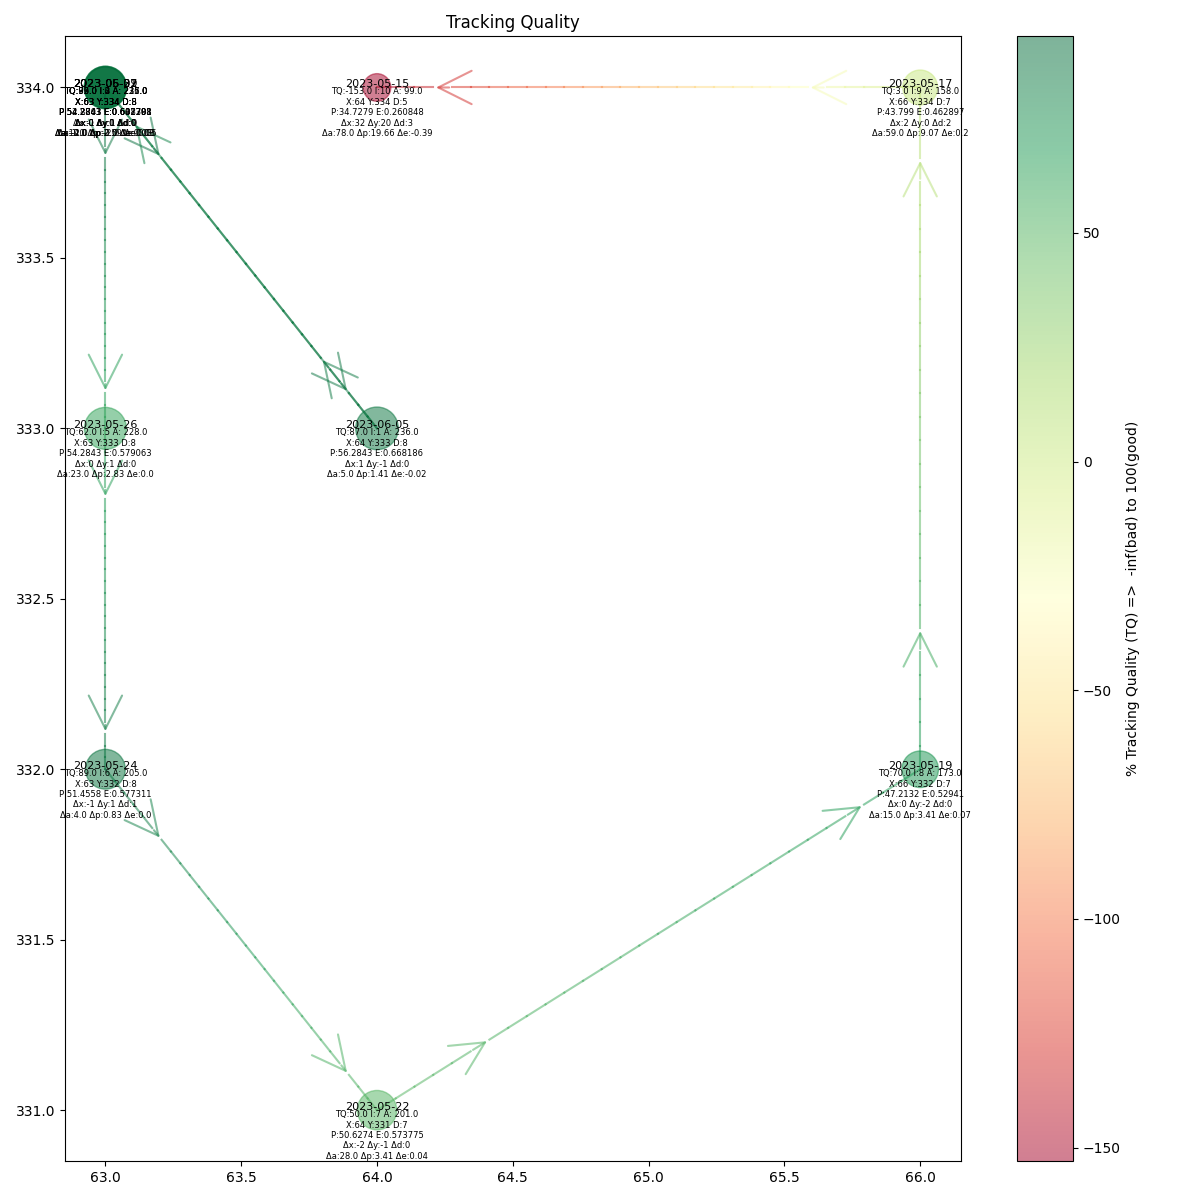 Tracking Quality
334.0
333.5
333.0
332.5
332.0
331.5
331.0
63.0
63.5
64.0
64.5
65.0
65.5
66.0
2023-05-15
TQ:-153.0 I:10 A: 99.0
X:64 Y:334 D:5
P:34.7279 E:0.260848
Δx:32 Δy:20 Δd:3
Δa:78.0 Δp:19.66 Δe:-0.39
2023-05-17
TQ:3.0 I:9 A: 158.0
X:66 Y:334 D:7
P:43.799 E:0.462897
Δx:2 Δy:0 Δd:2
Δa:59.0 Δp:9.07 Δe:0.2
2023-05-26
TQ:62.0 I:5 A: 228.0
X:63 Y:333 D:8
P:54.2843 E:0.579063
Δx:0 Δy:1 Δd:0
Δa:23.0 Δp:2.83 Δe:0.0
2023-06-05
TQ:87.0 I:1 A: 236.0
X:64 Y:333 D:8
P:56.2843 E:0.668186
Δx:1 Δy:-1 Δd:0
Δa:5.0 Δp:1.41 Δe:-0.02
2023-05-24
TQ:89.0 I:6 A: 205.0
X:63 Y:332 D:8
P:51.4558 E:0.577311
Δx:-1 Δy:1 Δd:1
Δa:4.0 Δp:0.83 Δe:0.0
2023-05-19
TQ:70.0 I:8 A: 173.0
X:66 Y:332 D:7
P:47.2132 E:0.52941
Δx:0 Δy:-2 Δd:0
Δa:15.0 Δp:3.41 Δe:0.07
2023-05-22
TQ:50.0 I:7 A: 201.0
X:64 Y:331 D:7
P:50.6274 E:0.573775
Δx:-2 Δy:-1 Δd:0
Δa:28.0 Δp:3.41 Δe:0.04
50
0
−50
−100
−150
% Tracking Quality (TQ) => -inf(bad) to 100(good)